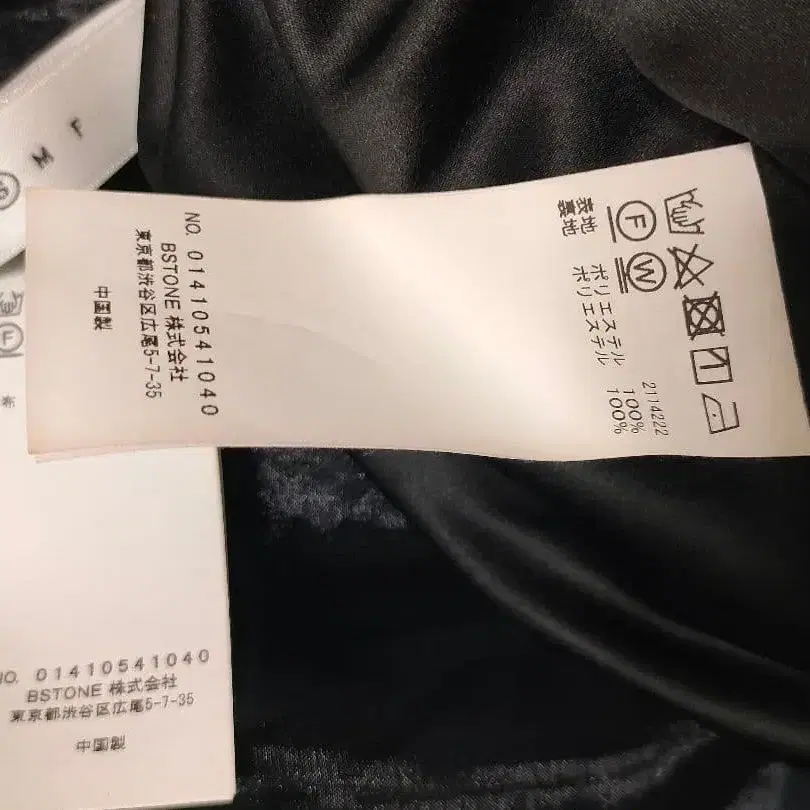 M F
2114222
表地 ポリエステル 100%
裏地 ポリエステル 100%
F
W
NO. 01410541040
BSTONE 株式会社
東京都渋谷区広尾5-7-35
中国製
F
NO. 01410541040
BSTONE 株式会社
東京都渋谷区広尾5-7-35
中国製